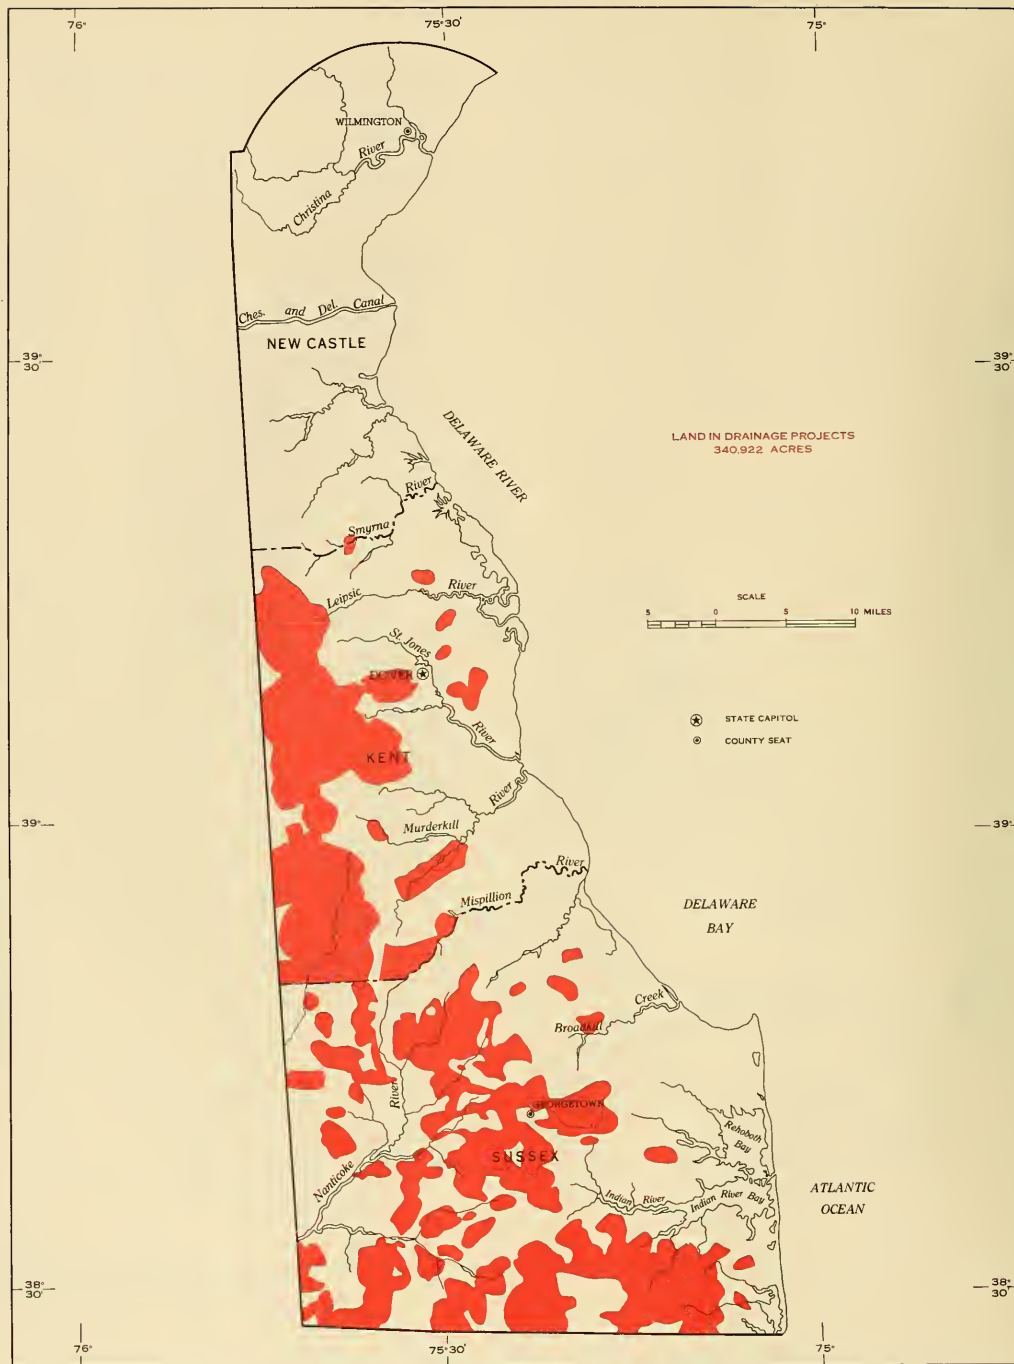 76°
75°30'
75°
WILMINGTON
Christina River
Ches. and Del. Canal
NEW CASTLE
39°
30'
39°
30'
DELAWARE RIVER
LAND IN DRAINAGE PROJECTS
340,922 ACRES
Smyrna River
Leipsic River
SCALE
5 0 5 10 MILES
St. Jones River
DOVER
STATE CAPITOL
COUNTY SEAT
KENT
Murderkill River
39°
39°
Mispillion River
DELAWARE
BAY
Broadkill Creek
Nanticoke River
GEORGETOWN
Rehoboth
Bay
SUSSEX
Indian River
Indian River Bay
ATLANTIC
OCEAN
38°
30'
38°
30'
76°
75°30'
75°